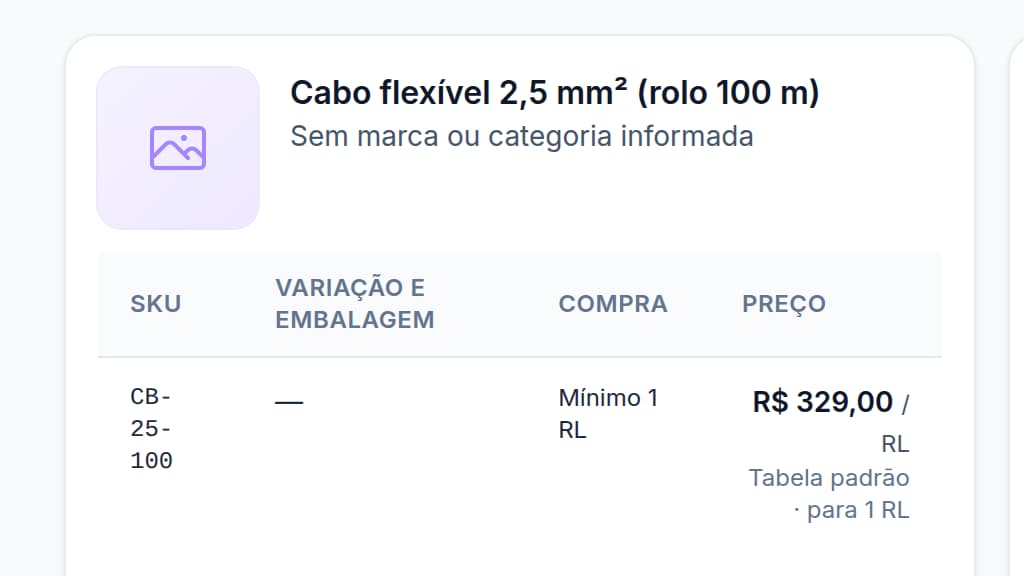 Cabo flexível 2,5 mm² (rolo 100 m)
Sem marca ou categoria informada
SKU
VARIAÇÃO E
EMBALAGEM
COMPRA
PREÇO
CB-
25-
100
—
Mínimo 1
RL
R$ 329,00 /
RL
Tabela padrão
· para 1 RL